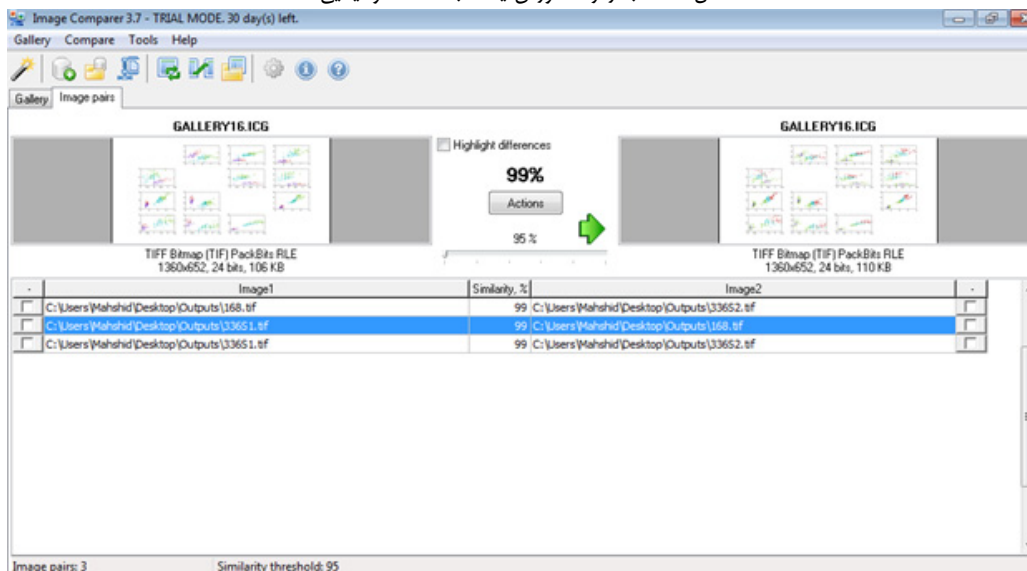 Image Comparer 3.7 - TRIAL MODE. 30 day(s) left.
Gallery Compare Tools Help
Gallery Image pairs
GALLERY16.ICG
GALLERY16.ICG
Highlight differences
99%
Actions
95 %
TIFF Bitmap (TIF) PackBits RLE
1360x652, 24 bits, 106 KB
TIFF Bitmap (TIF) PackBits RLE
1360x652, 24 bits, 110 KB
- Image1 Similarity, % Image2 -
C:\Users\Mahshid\Desktop\Outputs\168.tif 99 C:\Users\Mahshid\Desktop\Outputs\336S2.tif
C:\Users\Mahshid\Desktop\Outputs\336S1.tif 99 C:\Users\Mahshid\Desktop\Outputs\168.tif
C:\Users\Mahshid\Desktop\Outputs\336S1.tif 99 C:\Users\Mahshid\Desktop\Outputs\336S2.tif
Image pairs: 3 Similarity threshold: 95